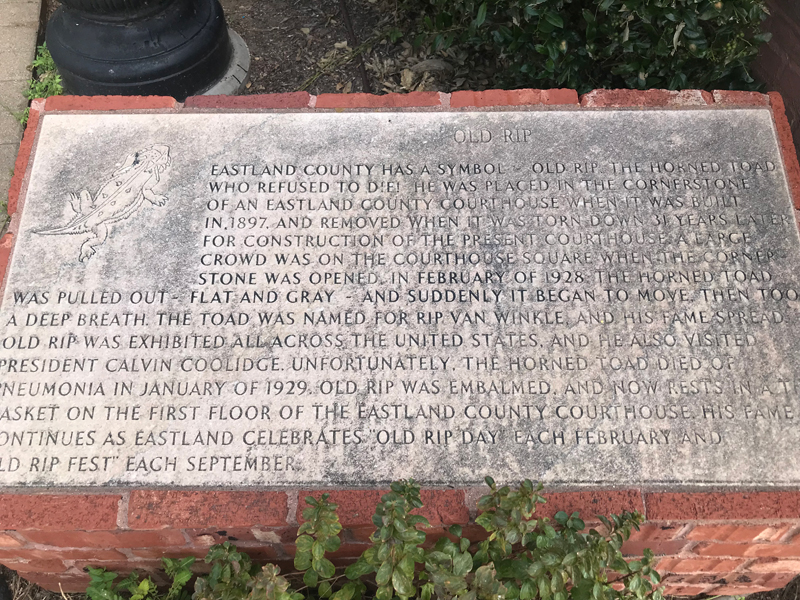 OLD RIP
EASTLAND COUNTY HAS A SYMBOL - OLD RIP, THE HORNED TOAD
WHO REFUSED TO DIE! HE WAS PLACED IN THE CORNERSTONE
OF AN EASTLAND COUNTY COURTHOUSE WHEN IT WAS BUILT
IN 1897, AND REMOVED WHEN IT WAS TORN DOWN 31 YEARS LATER
FOR CONSTRUCTION OF THE PRESENT COURTHOUSE. A LARGE
CROWD WAS ON THE COURTHOUSE SQUARE WHEN THE CORNER
STONE WAS OPENED, IN FEBRUARY OF 1928. THE HORNED TOAD
WAS PULLED OUT - FLAT AND GRAY - AND SUDDENLY IT BEGAN TO MOVE, THEN TOO
A DEEP BREATH. THE TOAD WAS NAMED FOR RIP VAN WINKLE, AND HIS FAME SPREAD.
OLD RIP WAS EXHIBITED ALL ACROSS THE UNITED STATES, AND HE ALSO VISITED
PRESIDENT CALVIN COOLIDGE. UNFORTUNATELY, THE HORNED TOAD DIED OF
NEUMONIA IN JANUARY OF 1929. OLD RIP WAS EMBALMED, AND NOW RESTS IN A
ASKET ON THE FIRST FLOOR OF THE EASTLAND COUNTY COURTHOUSE. HIS FAME
ONTINUES AS EASTLAND CELEBRATES "OLD RIP DAY" EACH FEBRUARY AND
LD RIP FEST" EACH SEPTEMBER.